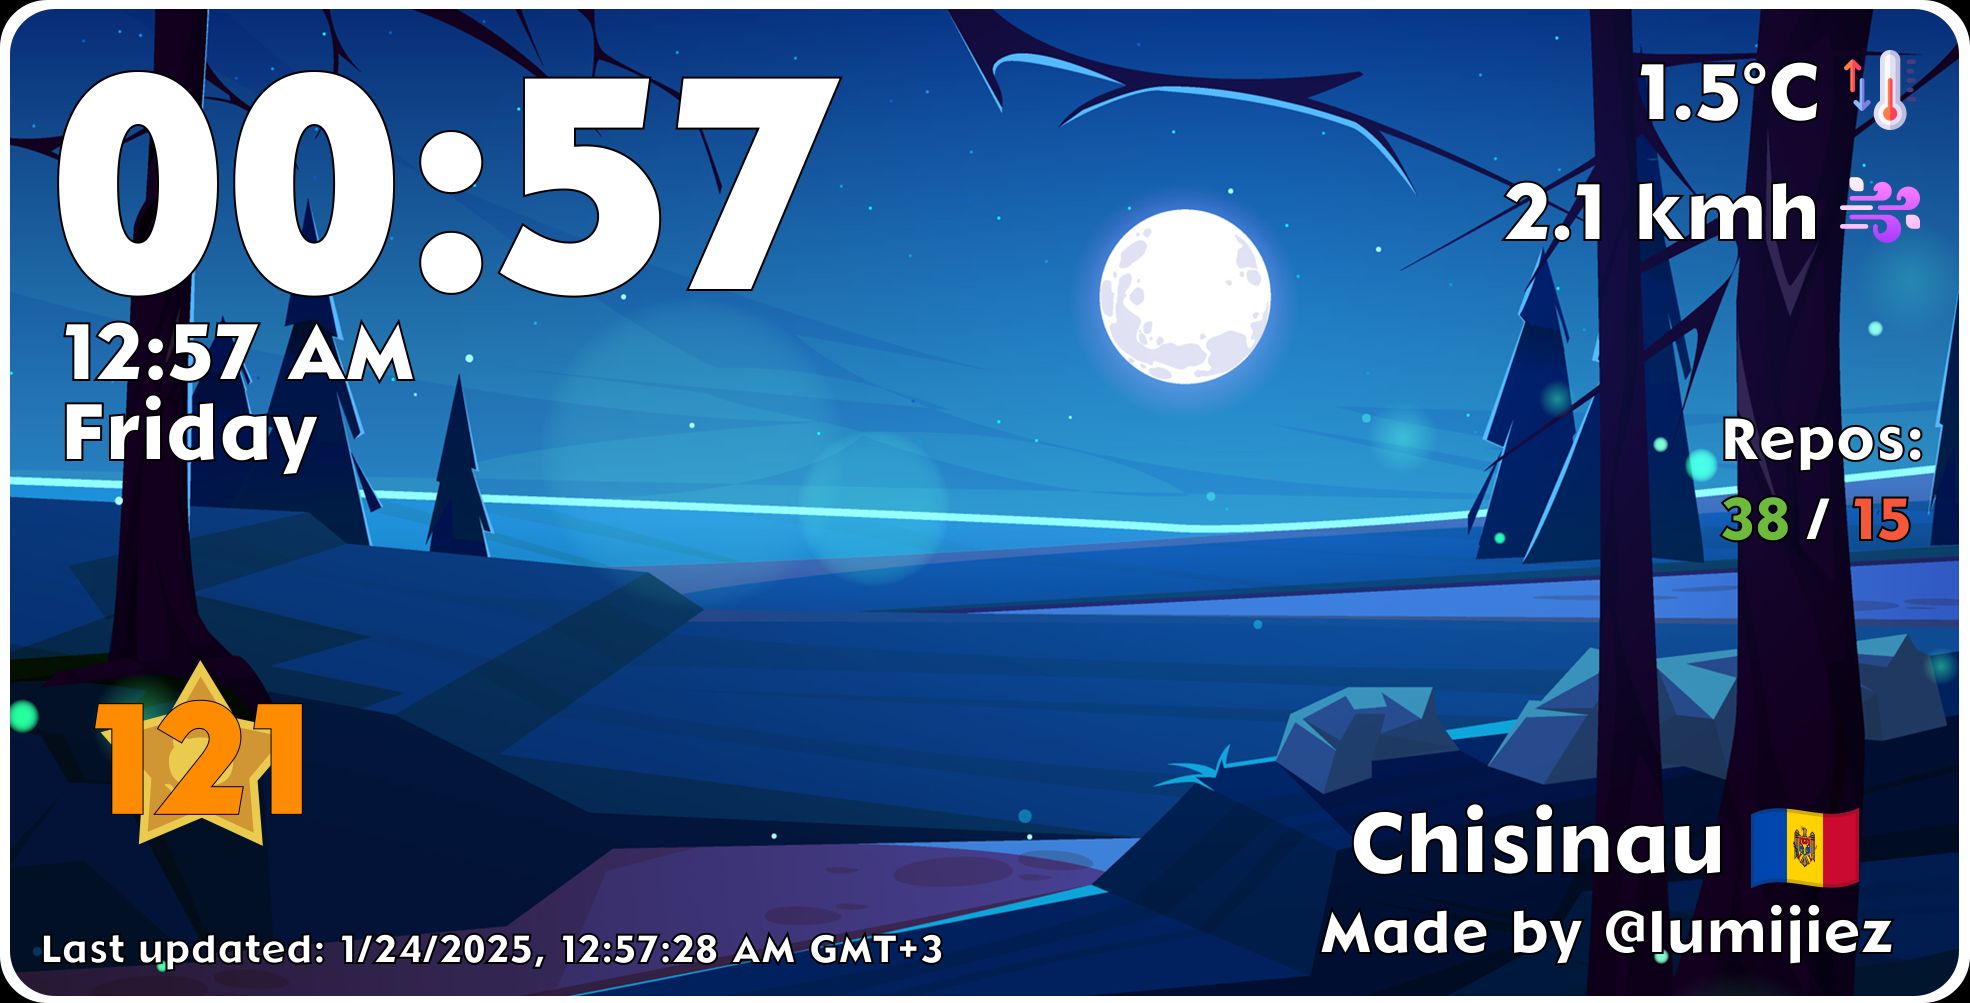 00:57
12:57 AM
Friday
1.5°C
2.1 kmh
Repos:
38 / 15
121
Chisinau
Made by @lumijiez
Last updated: 1/24/2025, 12:57:28 AM GMT+3